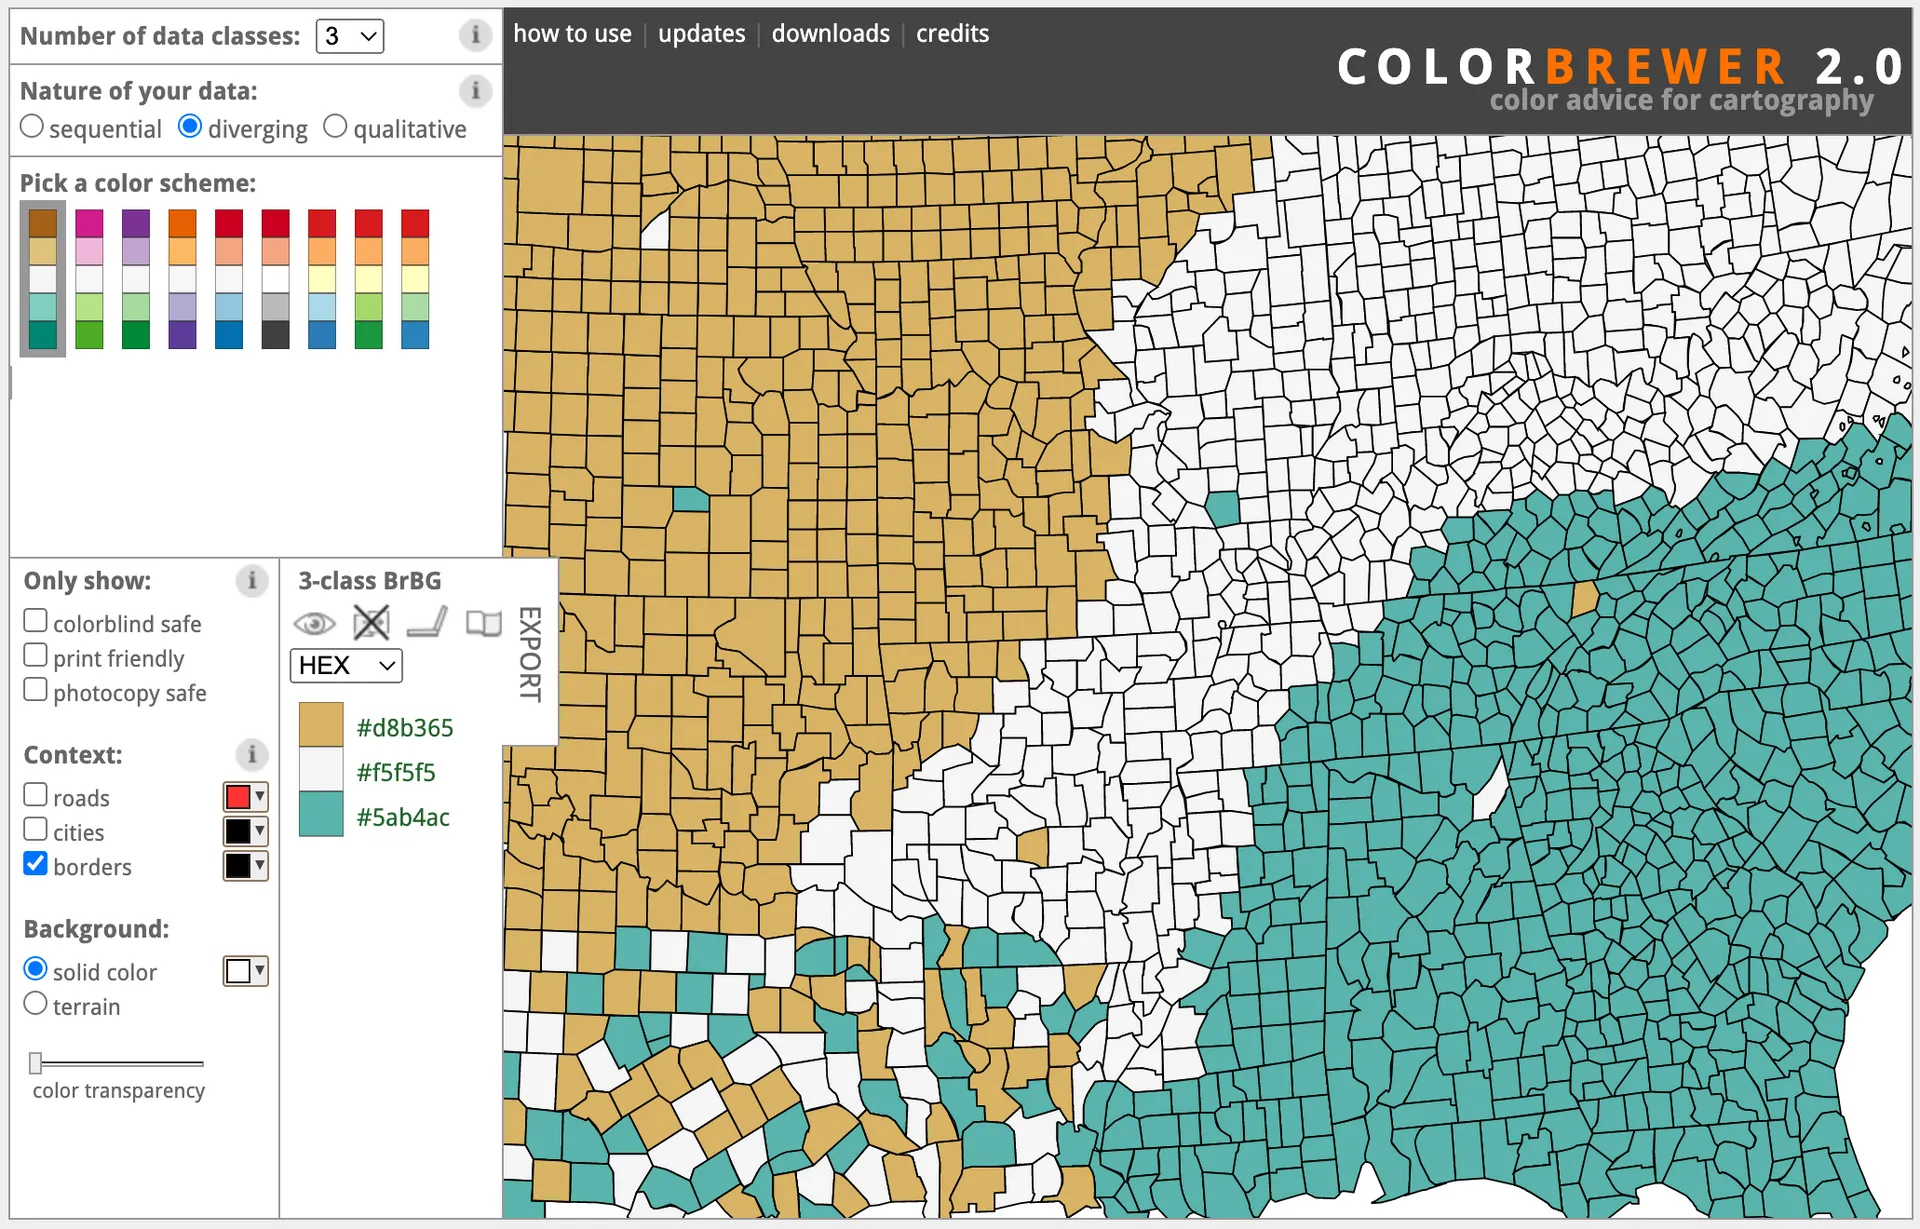 Number of data classes: 3 i
how to use | updates | downloads | credits
COLORBREWER 2.0
color advice for cartography
Nature of your data: i
sequential diverging qualitative
Pick a color scheme:
Only show: i
colorblind safe
print friendly
photocopy safe
Context: i
roads
cities
borders
Background:
solid color
terrain
color transparency
3-class BrBG
HEX
#d8b365
#f5f5f5
#5ab4ac
EXPORT